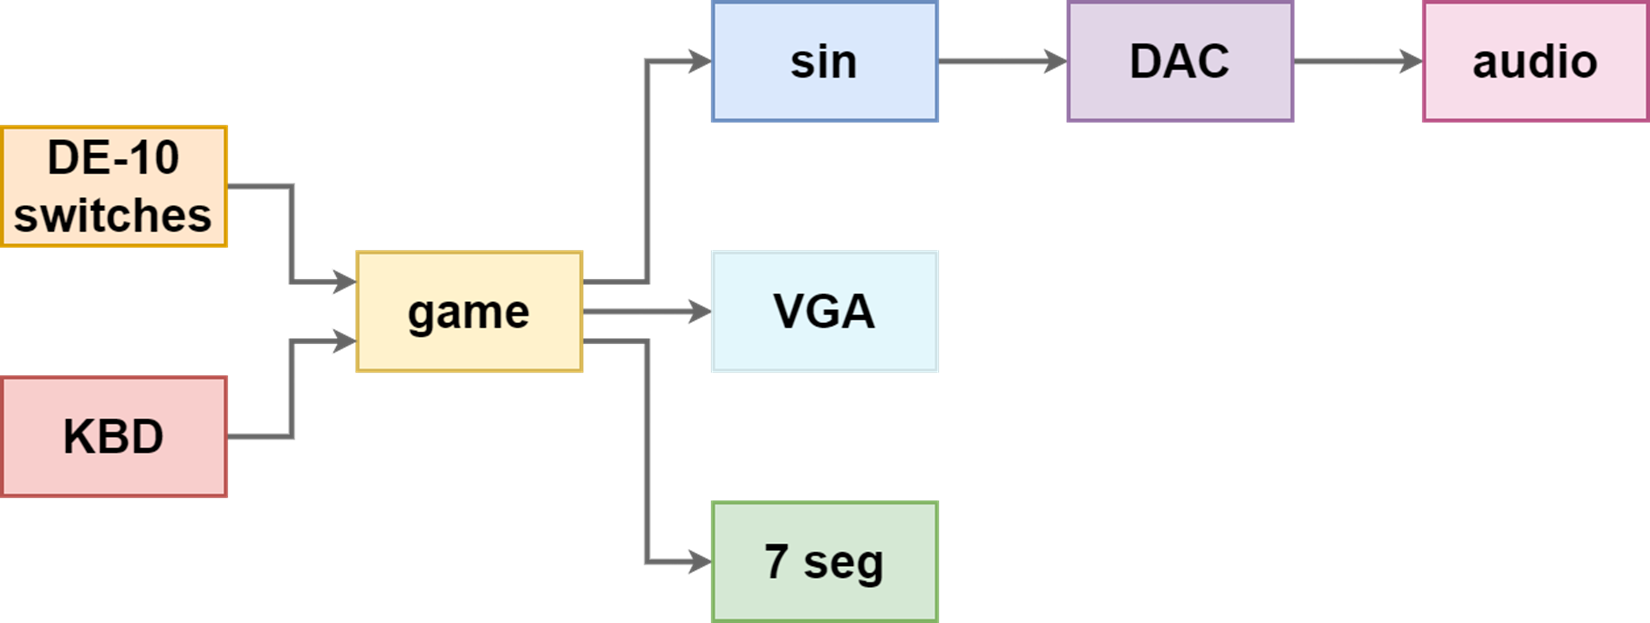 sin
DAC
audio
DE-10
switches
game
VGA
KBD
7 seg